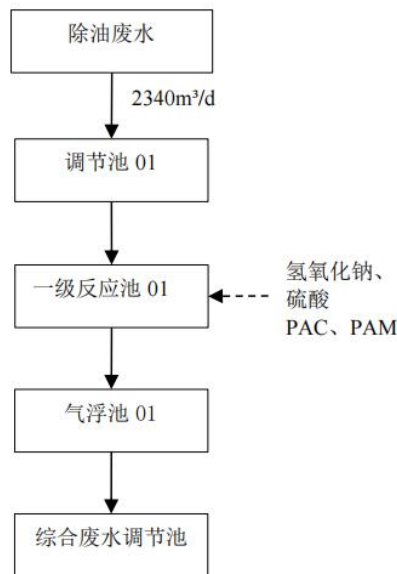 除油废水
2340m³/d
调节池 01
一级反应池 01
氢氧化钠、
硫酸
PAC、PAM
气浮池 01
综合废水调节池